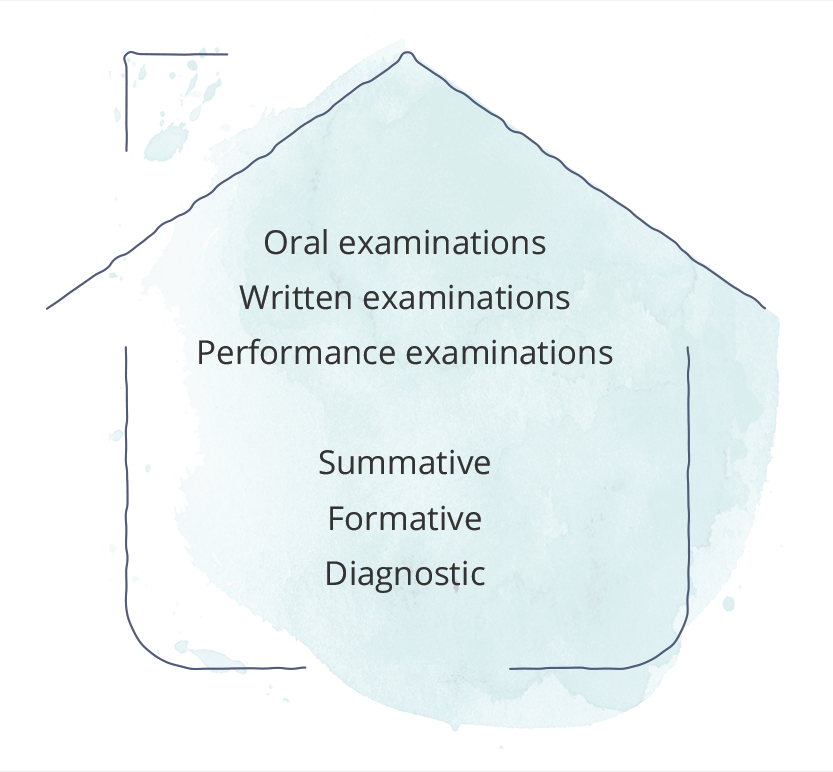 Oral examinations
Written examinations
Performance examinations
Summative
Formative
Diagnostic